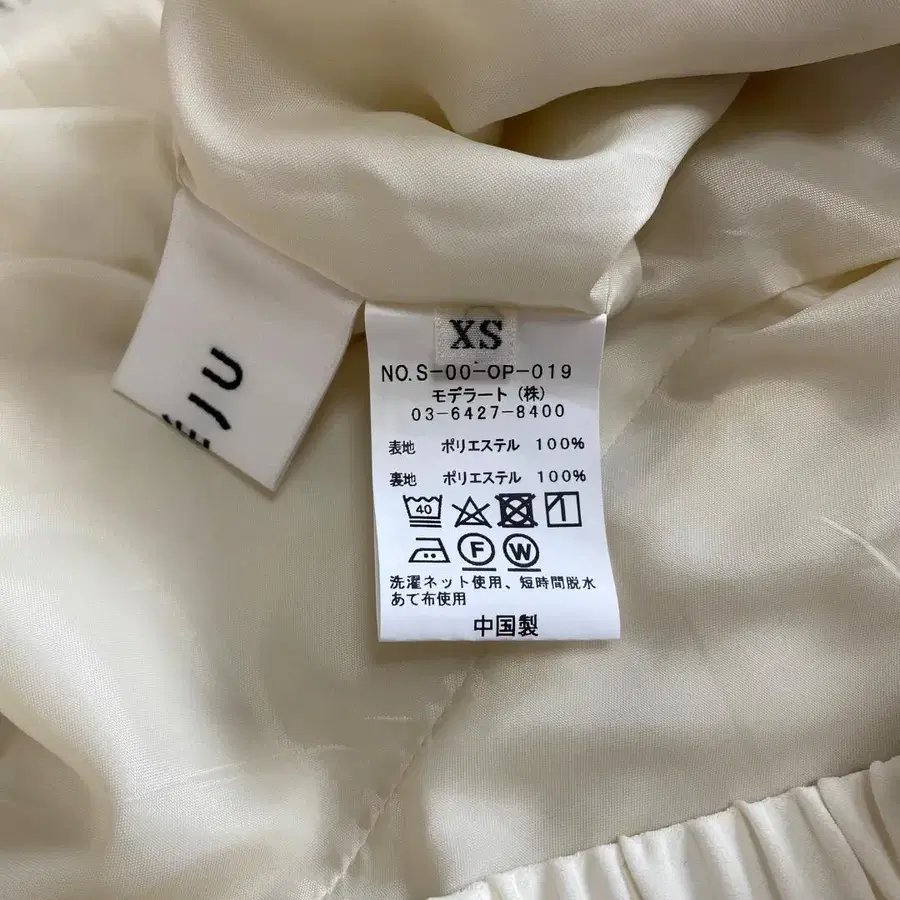 XS
NO.S-00-OP-019
モデラート（株）
03-6427-8400
表地 ポリエステル 100%
裏地 ポリエステル 100%
40
F W
洗濯ネット使用、短時間脱水
あて布使用
中国製